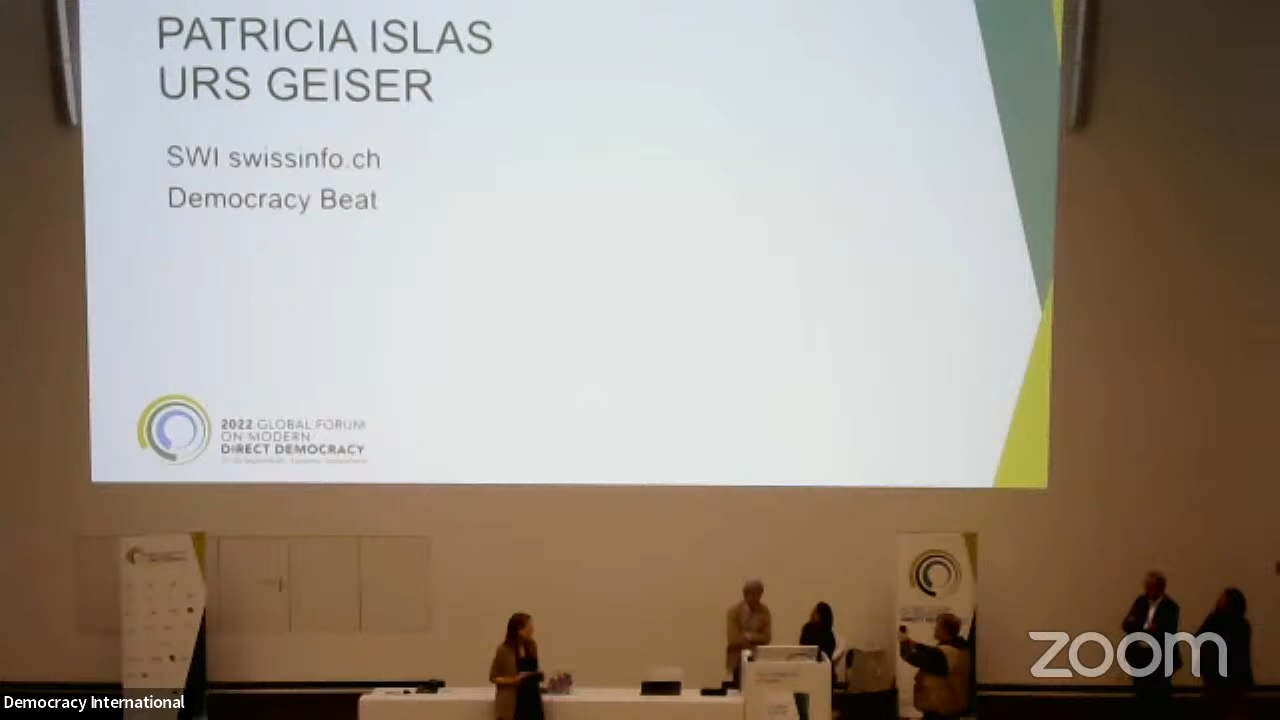 PATRICIA ISLAS
URS GEISER
SWI swissinfo.ch
Democracy Beat
2022 GLOBAL FORUM
ON MODERN
DIRECT DEMOCRACY
zoom
Democracy International